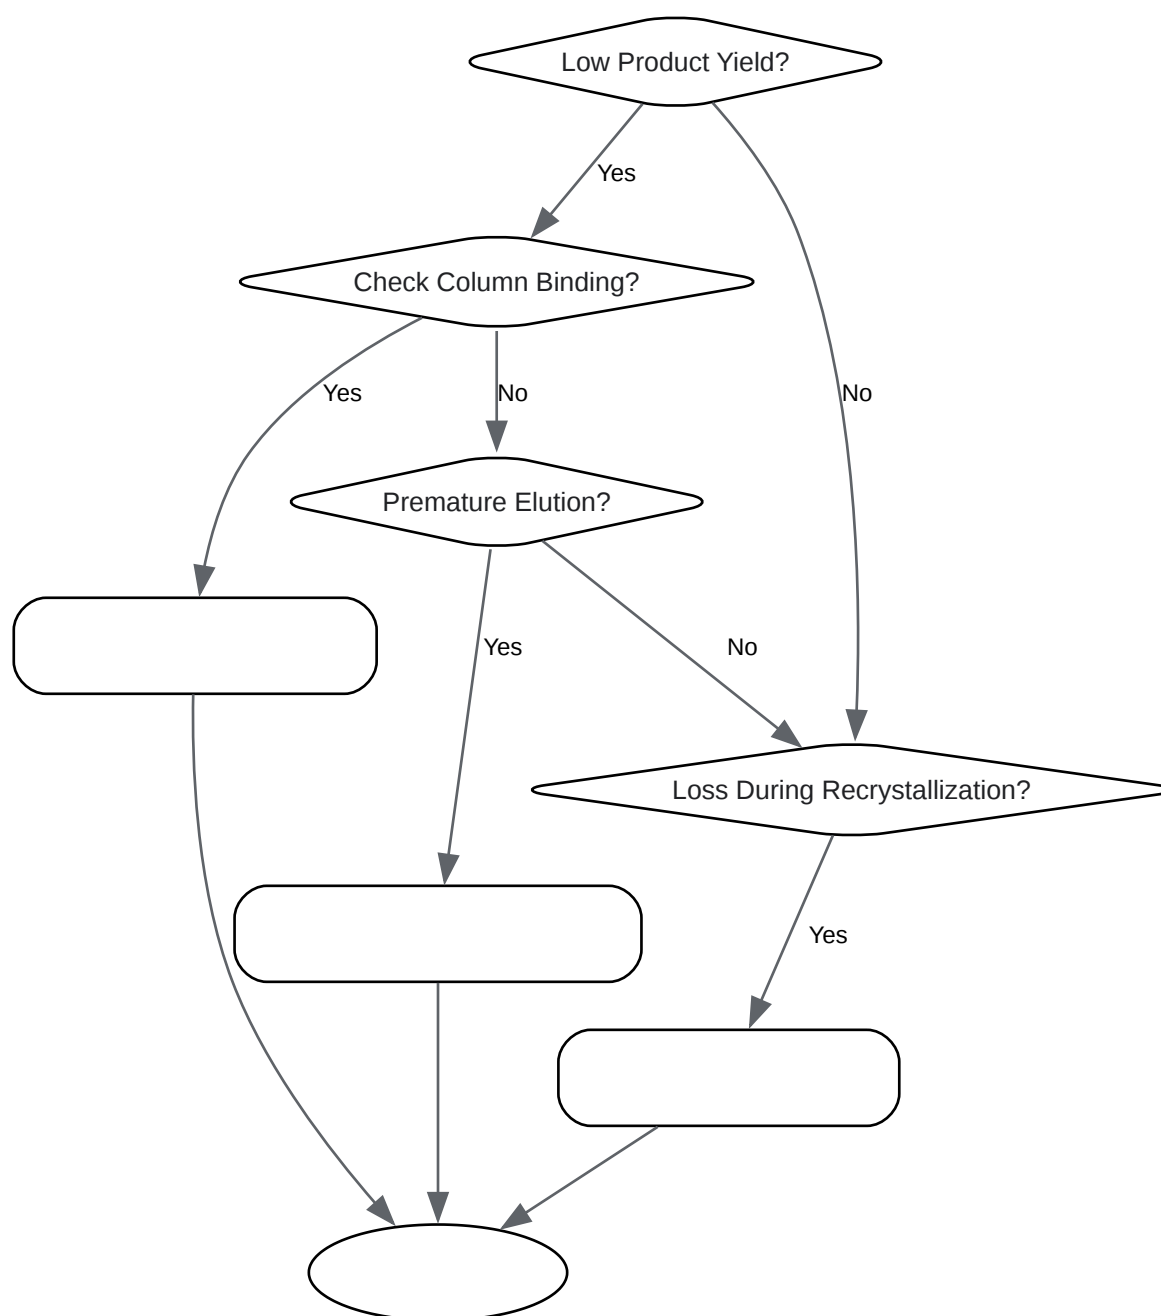 Low Product Yield?
Yes
Check Column Binding?
Yes
No
No
Premature Elution?
Yes
No
Loss During Recrystallization?
Yes